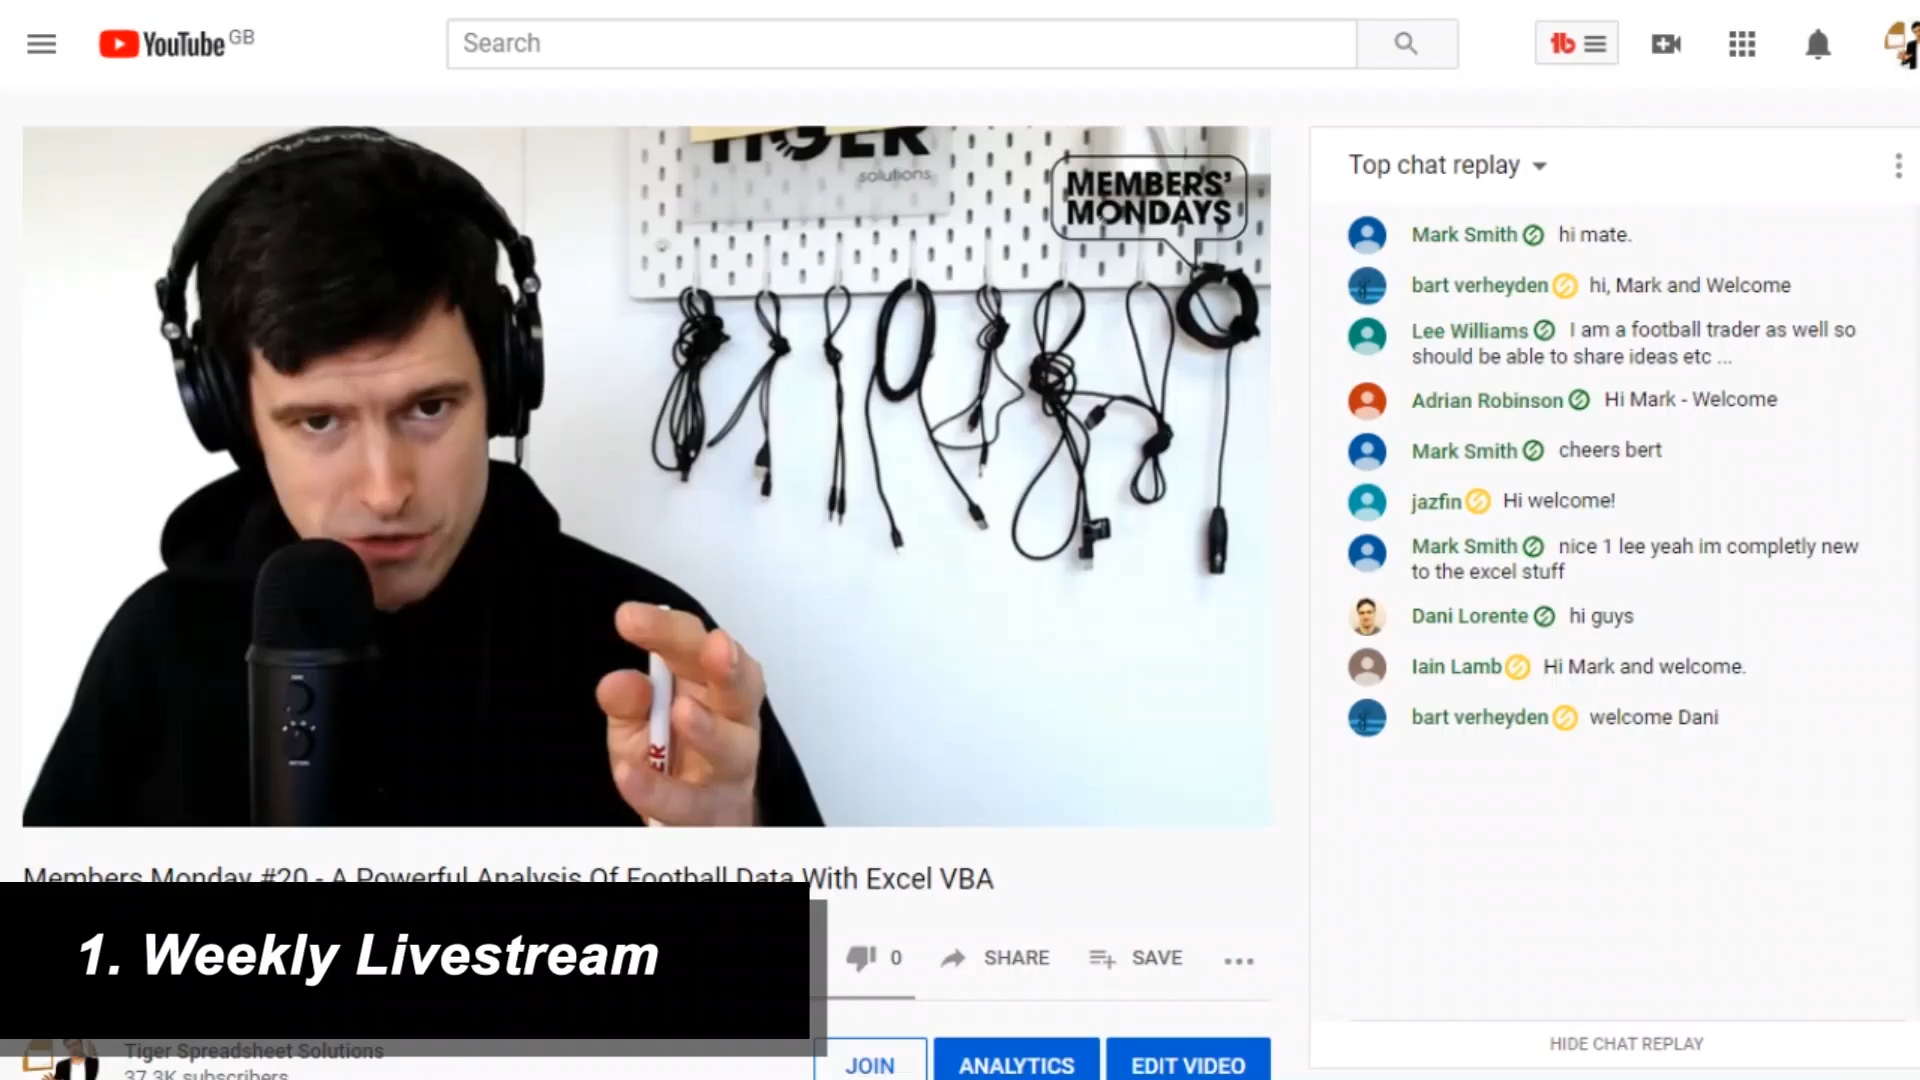 YouTube GB
Search
TIGER
solutions
MEMBERS'
MONDAYS
ER
Members Monday #20 - A Powerful Analysis Of Football Data With Excel VBA
1. Weekly Livestream
0
SHARE
SAVE
Tiger Spreadsheet Solutions
37.3K subscribers
JOIN
ANALYTICS
EDIT VIDEO
Top chat replay
Mark Smith hi mate.
bart verheyden hi, Mark and Welcome
Lee Williams I am a football trader as well so
should be able to share ideas etc ...
Adrian Robinson Hi Mark - Welcome
Mark Smith cheers bert
jazfin Hi welcome!
Mark Smith nice 1 lee yeah im completly new
to the excel stuff
Dani Lorente hi guys
Iain Lamb Hi Mark and welcome.
bart verheyden welcome Dani
HIDE CHAT REPLAY